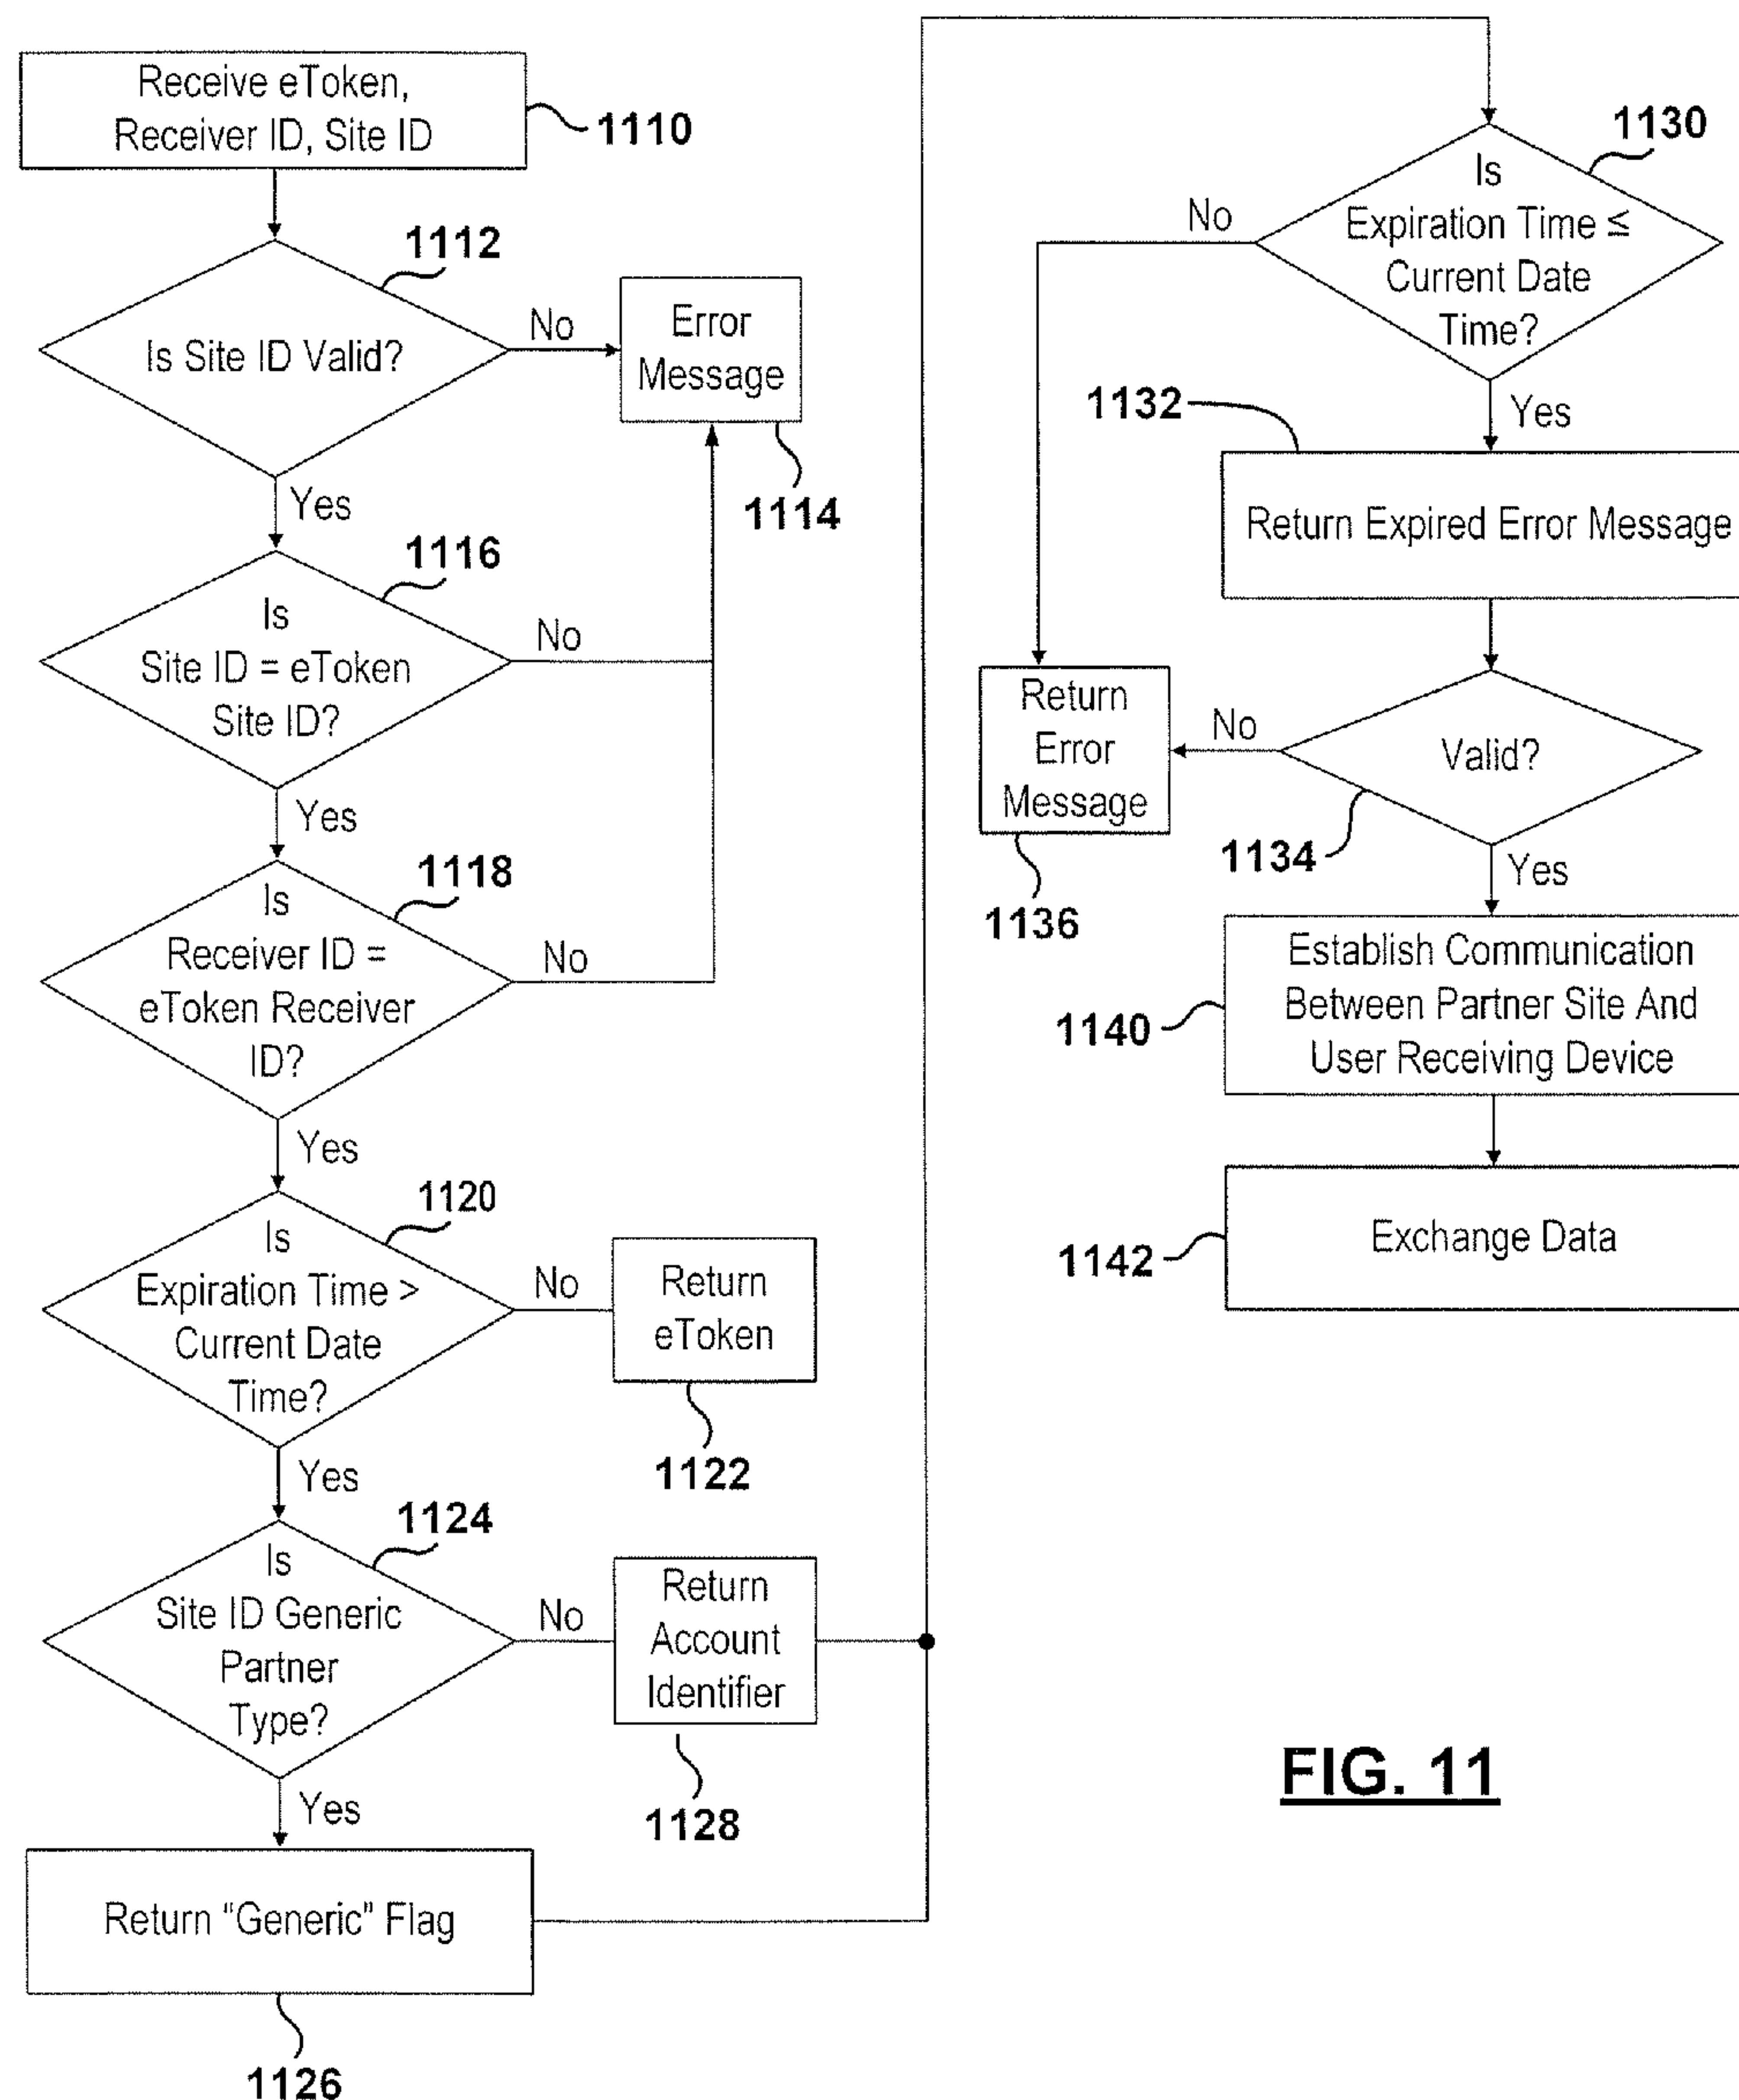 Receive eToken,
Receiver ID, Site ID
1110
1112
Is Site ID Valid?
No
Error
Message
1114
Yes
1116
Is
Site ID = eToken
Site ID?
No
Yes
1118
Is
Receiver ID =
eToken Receiver
ID?
No
Yes
1120
Is
Expiration Time >
Current Date
Time?
No
Return
eToken
1122
Yes
1124
Is
Site ID Generic
Partner
Type?
No
Return
Account
Identifier
1128
Yes
Return “Generic” Flag
1126
1130
Is
Expiration Time ≤
Current Date
Time?
No
Yes
1132
Return Expired Error Message
Valid?
1134
No
Return
Error
Message
1136
Yes
Establish Communication
Between Partner Site And
User Receiving Device
1140
Exchange Data
1142
FIG. 11